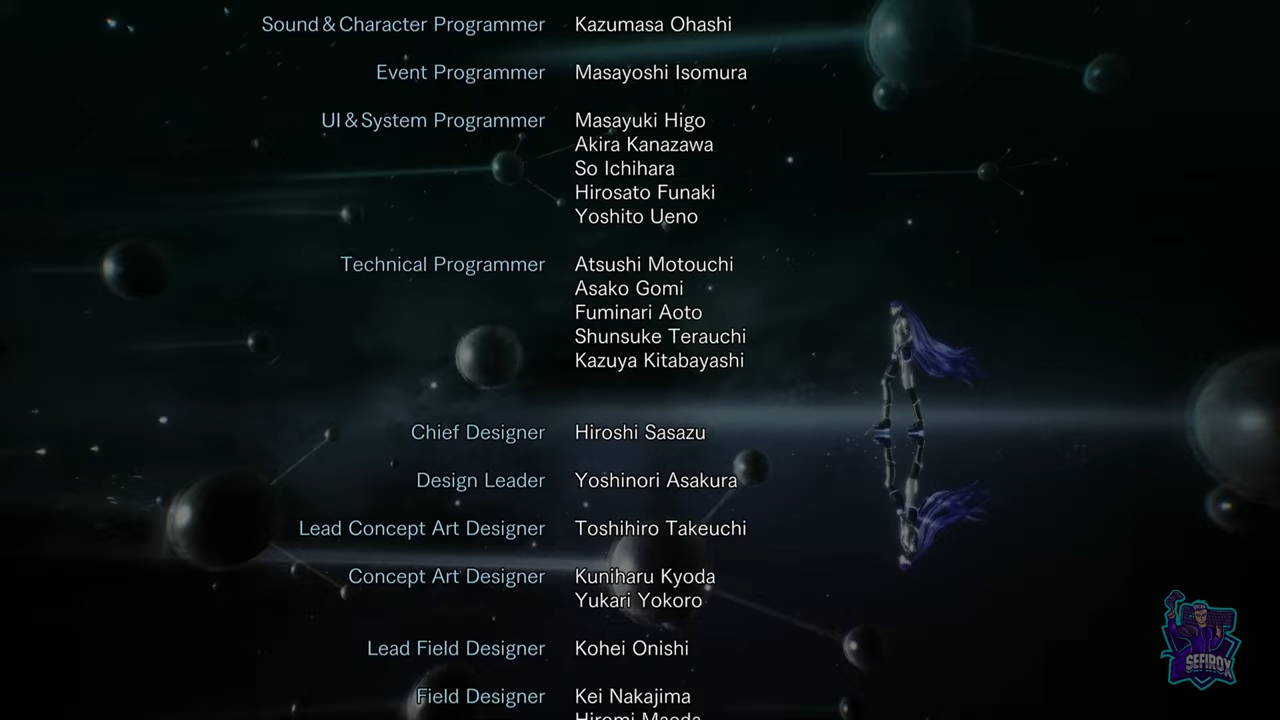 Sound & Character Programmer Kazumasa Ohashi
Event Programmer Masayoshi Isomura
UI & System Programmer Masayuki Higo
Akira Kanazawa
So Ichihara
Hirosato Funaki
Yoshito Ueno
Technical Programmer Atsushi Motouchi
Asako Gomi
Fuminari Aoto
Shunsuke Terauchi
Kazuya Kitabayashi
Chief Designer Hiroshi Sasazu
Design Leader Yoshinori Asakura
Lead Concept Art Designer Toshihiro Takeuchi
Concept Art Designer Kuniharu Kyoda
Yukari Yokoro
Lead Field Designer Kohei Onishi
Field Designer Kei Nakajima
Hiromi Maeda
SEFIROX